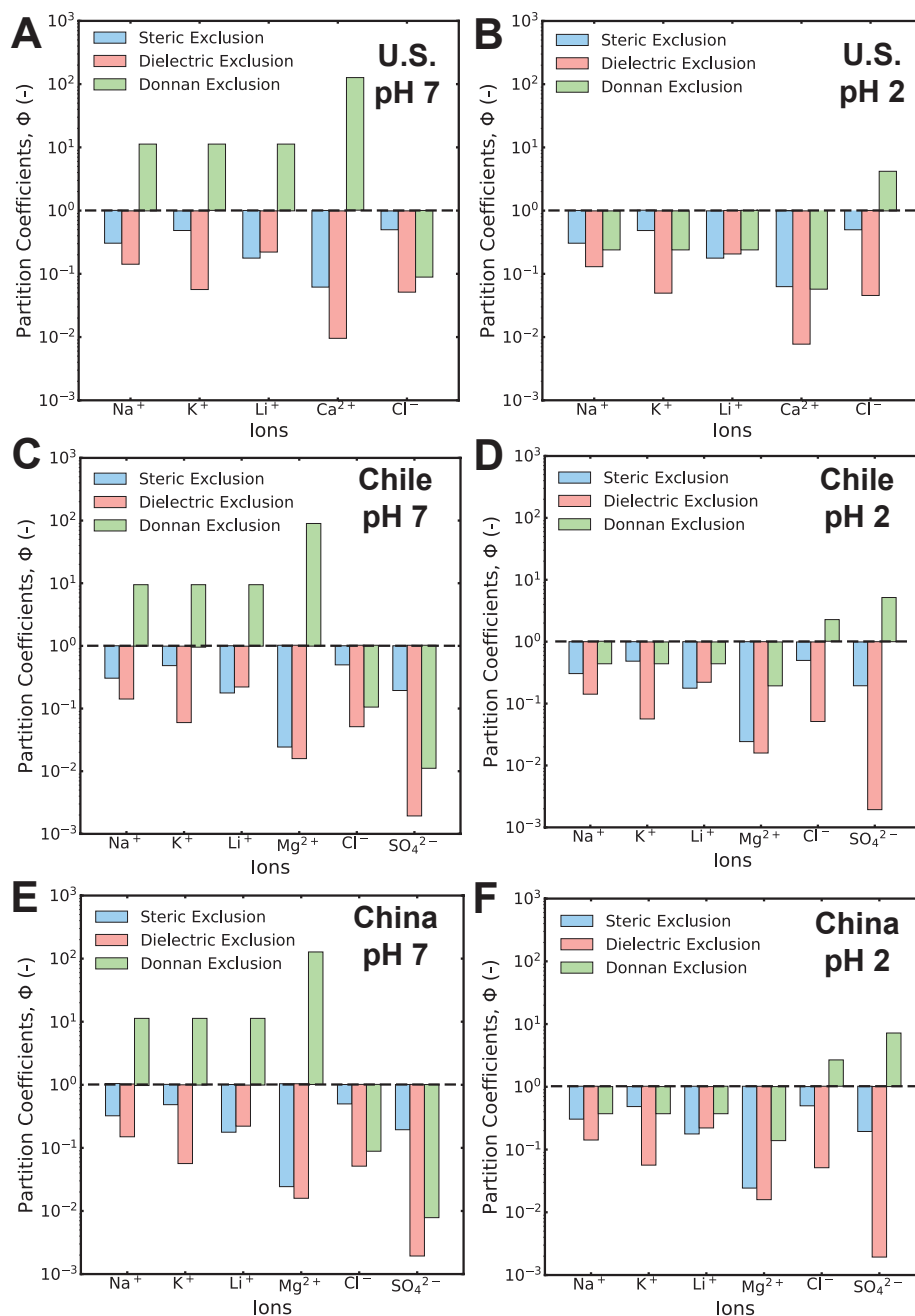 A
U.S.
pH 7
Steric Exclusion
Dielectric Exclusion
Donnan Exclusion
Partition Coefficients, Φ (-)
10³
10²
10¹
10⁰
10⁻¹
10⁻²
10⁻³
Na⁺ K⁺ Li⁺ Ca²⁺ Cl⁻
Ions
B
U.S.
pH 2
Steric Exclusion
Dielectric Exclusion
Donnan Exclusion
Partition Coefficients, Φ (-)
10³
10²
10¹
10⁰
10⁻¹
10⁻²
10⁻³
Na⁺ K⁺ Li⁺ Ca²⁺ Cl⁻
Ions
C
Chile
pH 7
Steric Exclusion
Dielectric Exclusion
Donnan Exclusion
Partition Coefficients, Φ (-)
10³
10²
10¹
10⁰
10⁻¹
10⁻²
10⁻³
Na⁺ K⁺ Li⁺ Mg²⁺ Cl⁻ SO₄²⁻
Ions
D
Chile
pH 2
Steric Exclusion
Dielectric Exclusion
Donnan Exclusion
Partition Coefficients, Φ (-)
10³
10²
10¹
10⁰
10⁻¹
10⁻²
10⁻³
Na⁺ K⁺ Li⁺ Mg²⁺ Cl⁻ SO₄²⁻
Ions
E
China
pH 7
Steric Exclusion
Dielectric Exclusion
Donnan Exclusion
Partition Coefficients, Φ (-)
10³
10²
10¹
10⁰
10⁻¹
10⁻²
10⁻³
Na⁺ K⁺ Li⁺ Mg²⁺ Cl⁻ SO₄²⁻
Ions
F
China
pH 2
Steric Exclusion
Dielectric Exclusion
Donnan Exclusion
Partition Coefficients, Φ (-)
10³
10²
10¹
10⁰
10⁻¹
10⁻²
10⁻³
Na⁺ K⁺ Li⁺ Mg²⁺ Cl⁻ SO₄²⁻
Ions